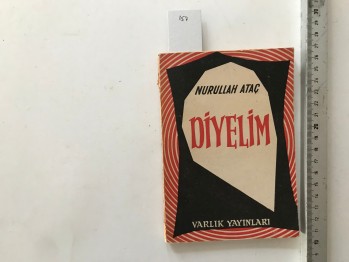 NURULLAH ATAÇ
DİYELİM
VARLIK YAYINLARI